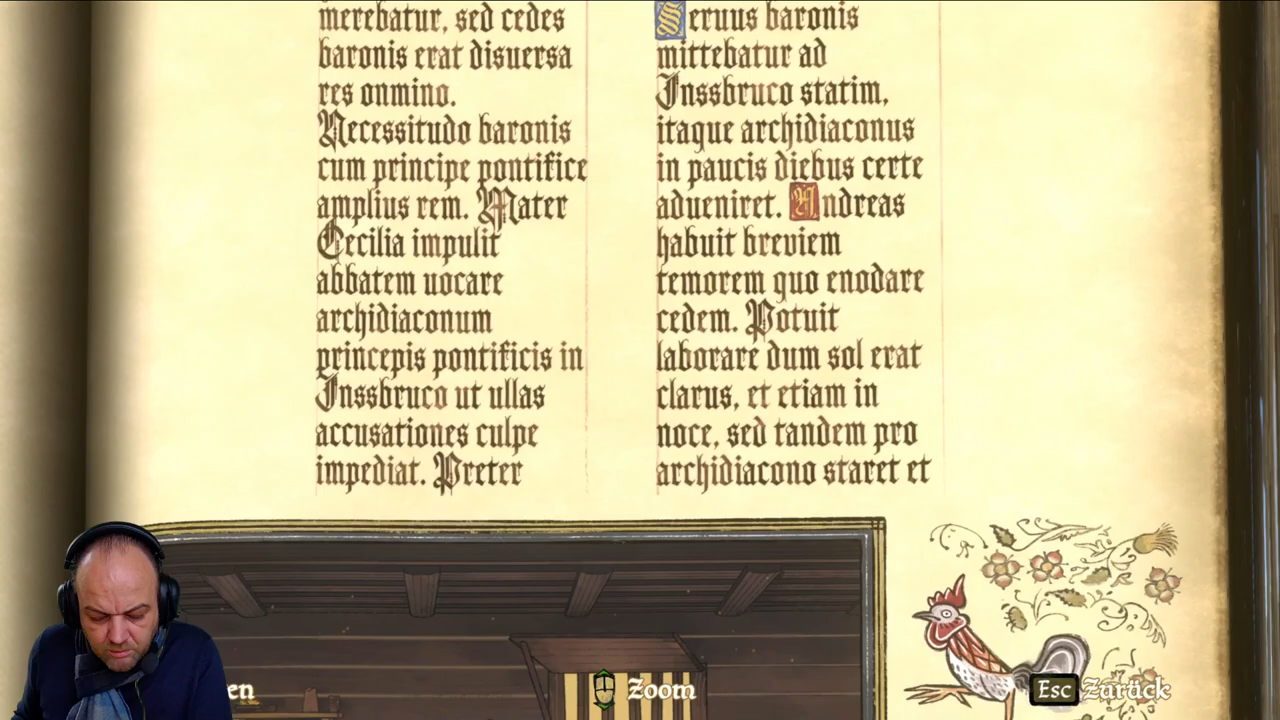 merebatur, sed cedes
baronis erat disuersa
res onmino.
Necessitudo baronis
cum principe pontifice
amplius rem. Mater
Cecilia impulit
abbatem uocare
archidiaconum
princepis pontificis in
Inssbruco ut ullas
accusationes culpe
impediat. Preter
Seruus baronis
mittebatur ad
Inssbruco statim,
itaque archidiaconus
in paucis diebus certe
adueniret. Andreas
habuit breviem
temorem quo enodare
cedem. Potuit
laborare dum sol erat
clarus, et etiam in
noce, sed tandem pro
archidiacono staret et
en
Zoom
Esc Zurück